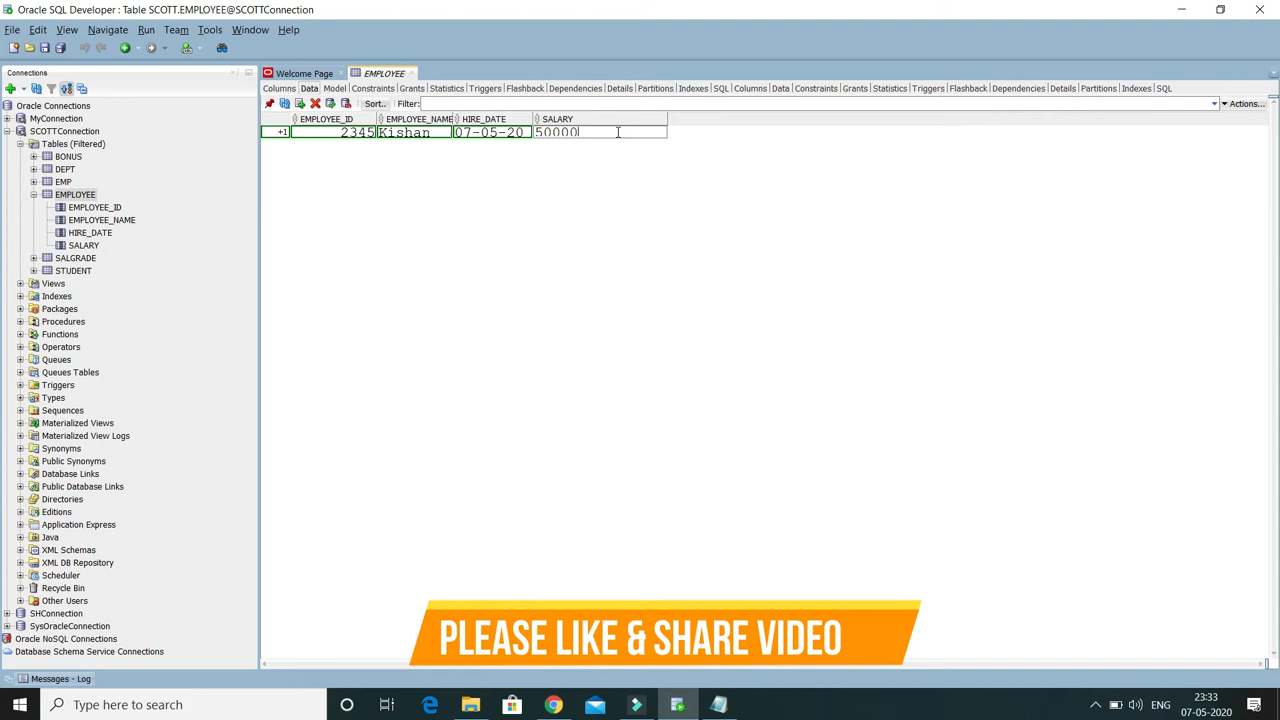 Oracle SQL Developer : Table SCOTT.EMPLOYEE@SCOTTConnection
File Edit View Navigate Run Team Tools Window Help
Connections
Welcome Page EMPLOYEE
Columns Data Model Constraints Grants Statistics Triggers Flashback Dependencies Details Partitions Indexes SQL Columns Data Constraints Grants Statistics Triggers Flashback Dependencies Details Partitions Indexes SQL
Sort.. Filter: Actions...
EMPLOYEE_ID EMPLOYEE_NAME HIRE_DATE SALARY
+1 2345 Kishan 07-05-20 50000
Oracle Connections
MyConnection
SCOTTConnection
Tables (Filtered)
BONUS
DEPT
EMP
EMPLOYEE
EMPLOYEE_ID
EMPLOYEE_NAME
HIRE_DATE
SALARY
SALGRADE
STUDENT
Views
Indexes
Packages
Procedures
Functions
Operators
Queues
Queues Tables
Triggers
Types
Sequences
Materialized Views
Materialized View Logs
Synonyms
Public Synonyms
Database Links
Public Database Links
Directories
Editions
Application Express
Java
XML Schemas
XML DB Repository
Scheduler
Recycle Bin
Other Users
SHConnection
SysOracleConnection
Oracle NoSQL Connections
Database Schema Service Connections
PLEASE LIKE & SHARE VIDEO
Messages - Log
Type here to search
ENG
23:33
07-05-2020